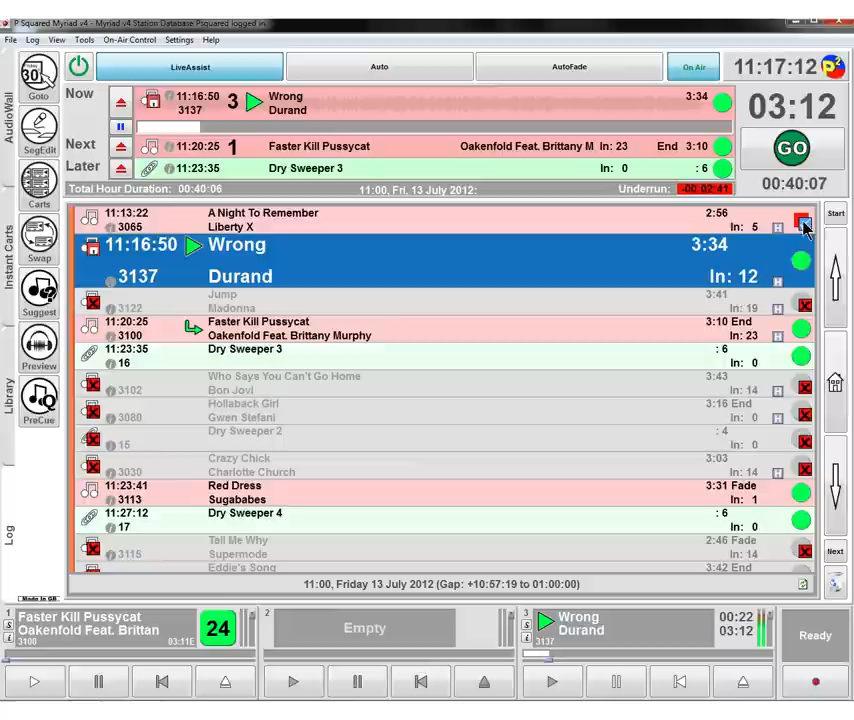 P Squared Myriad v4 - Myriad v4 Station Database Psquared logged in
File Log View Tools On-Air Control Settings Help
LiveAssist Auto AutoFade On Air 11:17:12
AudioWall
Instant Carts
Library
Log
30
Goto
SegEdit
Carts
Swap
Suggest
Preview
PreCue
Now 11:16:50 3 Wrong 3:34
3137 Durand
03:12
Next 11:20:25 1 Faster Kill Pussycat Oakenfold Feat. Brittany M In: 23 End 3:10
GO
Later 11:23:35 Dry Sweeper 3 In: 0 : 6
Total Hour Duration: 00:40:06 11:00, Fri. 13 July 2012: Underrun: -00:02:41 00:40:07
11:13:22 A Night To Remember 2:56
3065 Liberty X In: 5 H
11:16:50 Wrong 3:34
3137 Durand In: 12 H
Jump 3:41
3122 Madonna In: 19 H
11:20:25 Faster Kill Pussycat 3:10 End
3100 Oakenfold Feat. Brittany Murphy In: 23 H
11:23:35 Dry Sweeper 3 : 6
16 In: 0
Who Says You Can't Go Home 3:43
3102 Bon Jovi In: 14 H
Hollaback Girl 3:16 End
3080 Gwen Stefani In: 0 H
Dry Sweeper 2 : 4
15 In: 0
Crazy Chick 3:03
3030 Charlotte Church In: 14 H
11:23:41 Red Dress 3:31 Fade
3113 Sugababes In: 1
11:27:12 Dry Sweeper 4 : 6
17 In: 0
Tell Me Why 2:46 Fade
3115 Supermode In: 14
Eddie's Song 3:42 End
Start
Next
11:00, Friday 13 July 2012 (Gap: +10:57:19 to 01:00:00)
Made In GB
1 Faster Kill Pussycat
S Oakenfold Feat. Brittan
i 3100 03:11E
24
2 Empty
3 Wrong 00:22
S Durand 03:12
i 3137
Ready